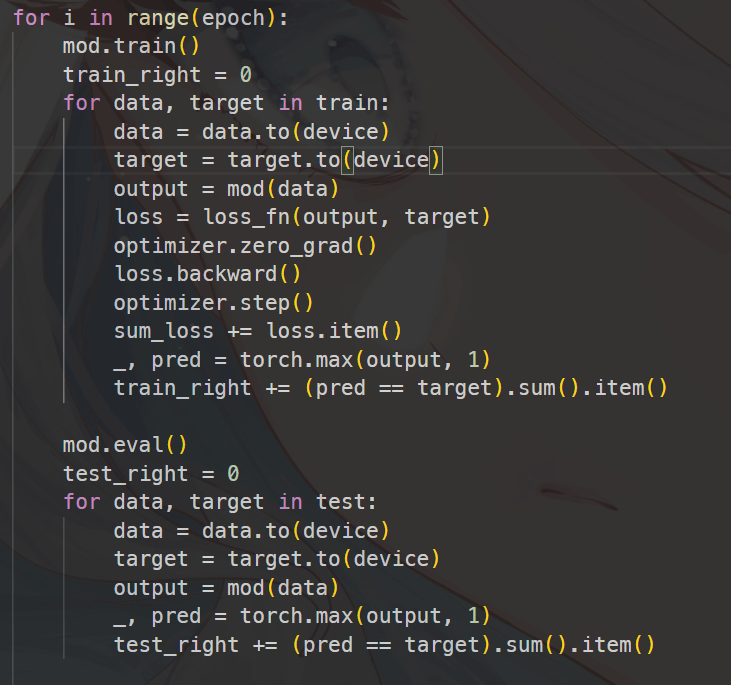 for i in range(epoch):
    mod.train()
    train_right = 0
    for data, target in train:
        data = data.to(device)
        target = target.to(device)
        output = mod(data)
        loss = loss_fn(output, target)
        optimizer.zero_grad()
        loss.backward()
        optimizer.step()
        sum_loss += loss.item()
        _, pred = torch.max(output, 1)
        train_right += (pred == target).sum().item()

    mod.eval()
    test_right = 0
    for data, target in test:
        data = data.to(device)
        target = target.to(device)
        output = mod(data)
        _, pred = torch.max(output, 1)
        test_right += (pred == target).sum().item()